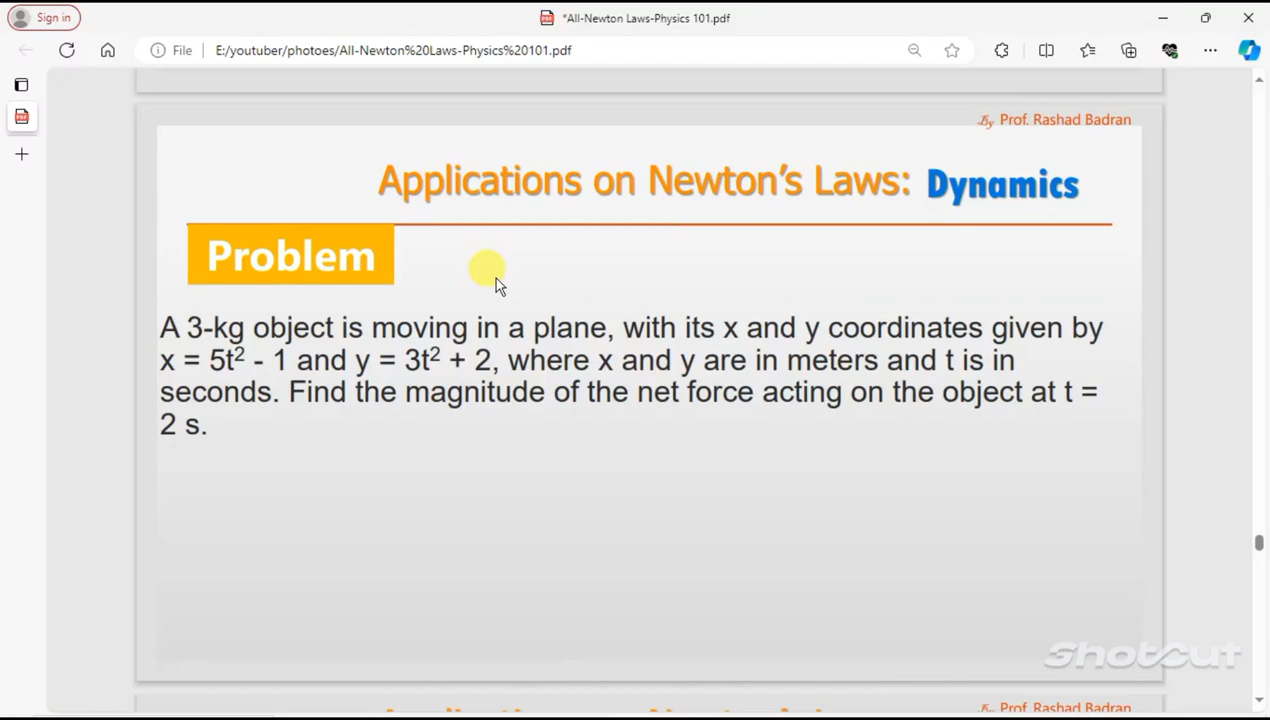 Sign in
*All-Newton Laws-Physics 101.pdf
File
E:/youtuber/photoes/All-Newton%20Laws-Physics%20101.pdf
By Prof. Rashad Badran
Applications on Newton's Laws: Dynamics
Problem
A 3-kg object is moving in a plane, with its x and y coordinates given by
x = 5t² - 1 and y = 3t² + 2, where x and y are in meters and t is in
seconds. Find the magnitude of the net force acting on the object at t =
2 s.
Shotcut
By Prof. Rashad Badran